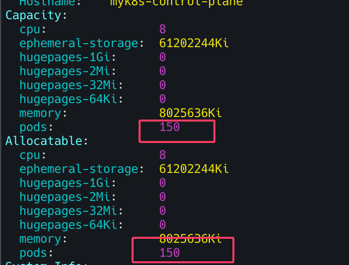 Hostname: myk8s-control-plane
Capacity:
cpu: 8
ephemeral-storage: 61202244Ki
hugepages-1Gi: 0
hugepages-2Mi: 0
hugepages-32Mi: 0
hugepages-64Ki: 0
memory: 8025636Ki
pods: 150
Allocatable:
cpu: 8
ephemeral-storage: 61202244Ki
hugepages-1Gi: 0
hugepages-2Mi: 0
hugepages-32Mi: 0
hugepages-64Ki: 0
memory: 8025636Ki
pods: 150
System Info: